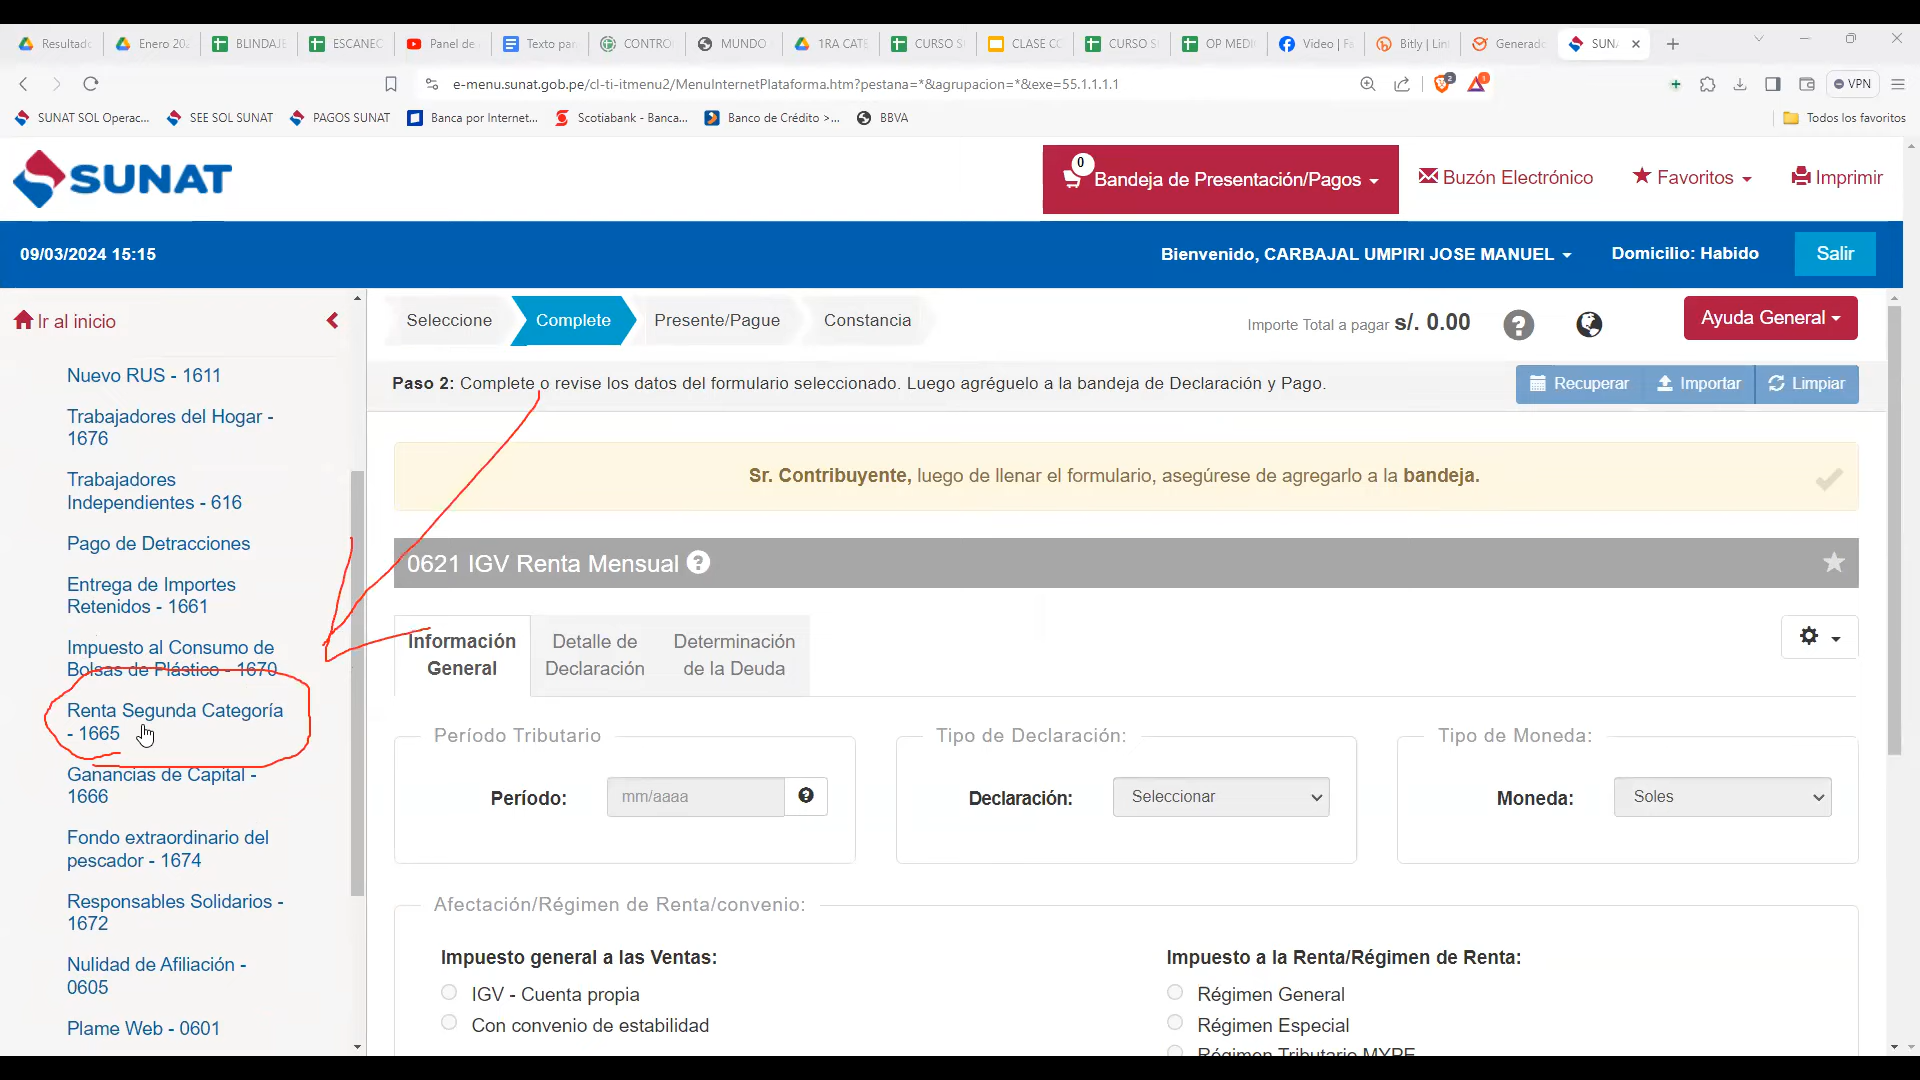 Resultado
Enero 202
BLINDAJE
ESCANEC
Panel de
Texto par
CONTRO
MUNDO
1RA CATE
CURSO S
CLASE CO
CURSO S
OP MEDI
Video | Fa
Bitly | Lin
Generado
SUN
e-menu.sunat.gob.pe/cl-ti-itmenu2/MenuInternetPlataforma.htm?pestana=*&agrupacion=*&exe=55.1.1.1.1
2
1
VPN
SUNAT SOL Operac...
SEE SOL SUNAT
PAGOS SUNAT
Banca por Internet...
Scotiabank - Banca...
Banco de Crédito >...
BBVA
Todos los favoritos
SUNAT
0
Bandeja de Presentación/Pagos
Buzón Electrónico
Favoritos
Imprimir
09/03/2024 15:15
Bienvenido, CARBAJAL UMPIRI JOSE MANUEL
Domicilio: Habido
Salir
Ir al inicio
Nuevo RUS - 1611
Trabajadores del Hogar -
1676
Trabajadores
Independientes - 616
Pago de Detracciones
Entrega de Importes
Retenidos - 1661
Impuesto al Consumo de
Bolsas de Plástico - 1670
Renta Segunda Categoría
- 1665
Ganancias de Capital -
1666
Fondo extraordinario del
pescador - 1674
Responsables Solidarios -
1672
Nulidad de Afiliación -
0605
Plame Web - 0601
Seleccione
Complete
Presente/Pague
Constancia
Importe Total a pagar s/. 0.00
Ayuda General
Paso 2: Complete o revise los datos del formulario seleccionado. Luego agréguelo a la bandeja de Declaración y Pago.
Recuperar
Importar
Limpiar
Sr. Contribuyente, luego de llenar el formulario, asegúrese de agregarlo a la bandeja.
0621 IGV Renta Mensual
Información
General
Detalle de
Declaración
Determinación
de la Deuda
Período Tributario
Período:
mm/aaaa
Tipo de Declaración:
Declaración:
Seleccionar
Tipo de Moneda:
Moneda:
Soles
Afectación/Régimen de Renta/convenio:
Impuesto general a las Ventas:
IGV - Cuenta propia
Con convenio de estabilidad
Impuesto a la Renta/Régimen de Renta:
Régimen General
Régimen Especial
Régimen Tributario MYPE